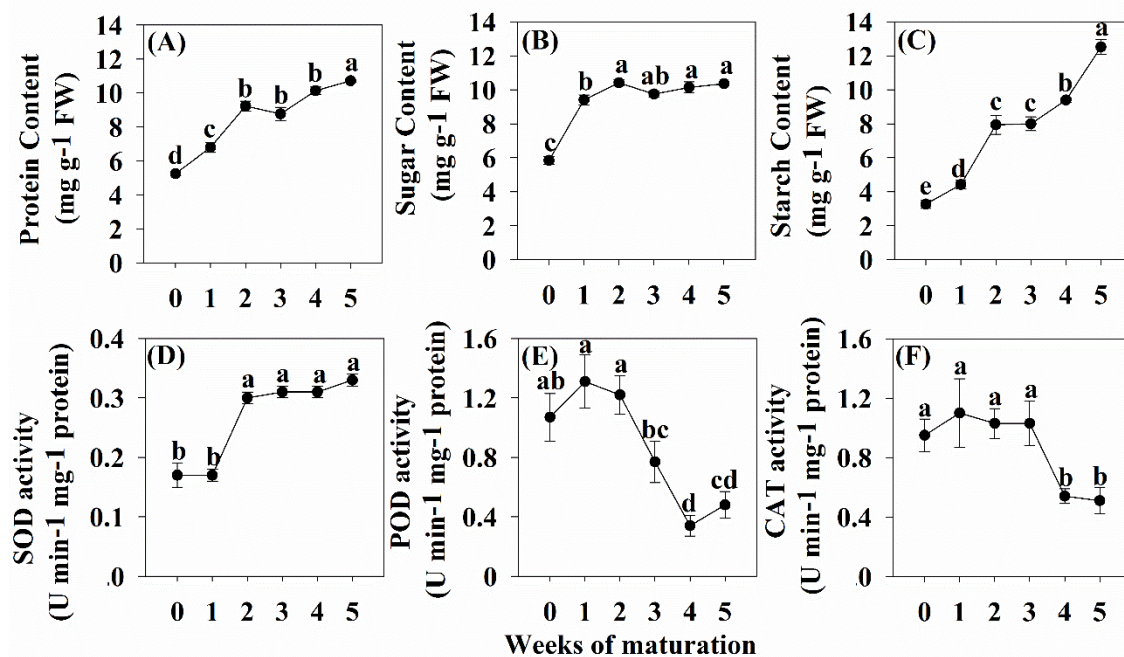 (A)
Protein Content
(mg g-1 FW)
14
12
10
8
6
4
2
0
d
c
b
b
b
a
0 1 2 3 4 5
(B)
Sugar Content
(mg g-1 FW)
14
12
10
8
6
4
2
0
c
b
a
ab
a
a
0 1 2 3 4 5
(C)
Starch Content
(mg g-1 FW)
14
12
10
8
6
4
2
0
e
d
c
c
b
a
0 1 2 3 4 5
(D)
SOD activity
(U min-1 mg-1 protein)
0.4
0.3
0.2
0.1
.0
b
b
a
a
a
a
0 1 2 3 4 5
(E)
POD activity
(U min-1 mg-1 protein)
1.6
1.2
0.8
0.4
.0
ab
a
a
bc
d
cd
0 1 2 3 4 5
(F)
CAT activity
(U min-1 mg-1 protein)
1.6
1.2
0.8
0.4
.0
a
a
a
a
b
b
0 1 2 3 4 5
Weeks of maturation